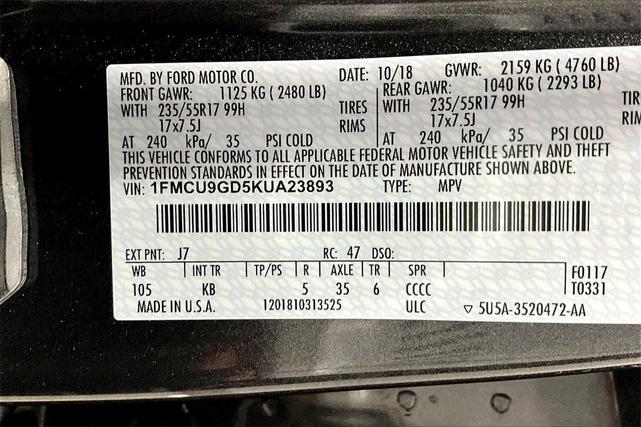 MFD. BY FORD MOTOR CO. DATE: 10/18 GVWR: 2159 KG ( 4760 LB)
FRONT GAWR: 1125 KG ( 2480 LB) REAR GAWR: 1040 KG ( 2293 LB)
WITH 235/55R17 99H TIRES WITH 235/55R17 99H TIRES
17x7.5J RIMS 17x7.5J RIM
AT 240 kPa/ 35 PSI COLD AT 240 kPa/ 35 PSI COLD
THIS VEHICLE CONFORMS TO ALL APPLICABLE FEDERAL MOTOR VEHICLE SAFETY AND THEFT
PREVENTION STANDARDS IN EFFECT ON THE DATE OF MANUFACTURE SHOWN ABOVE.
VIN: 1FMCU9GD5KUA23893 TYPE: MPV
EXT PNT: J7 RC: 47 DSO:
WB INT TR TP/PS R AXLE TR SPR F0117
105 KB 5 35 6 CCCC T0331
MADE IN U.S.A. 1201810313525 ULC ▽ 5U5A-3520472-AA